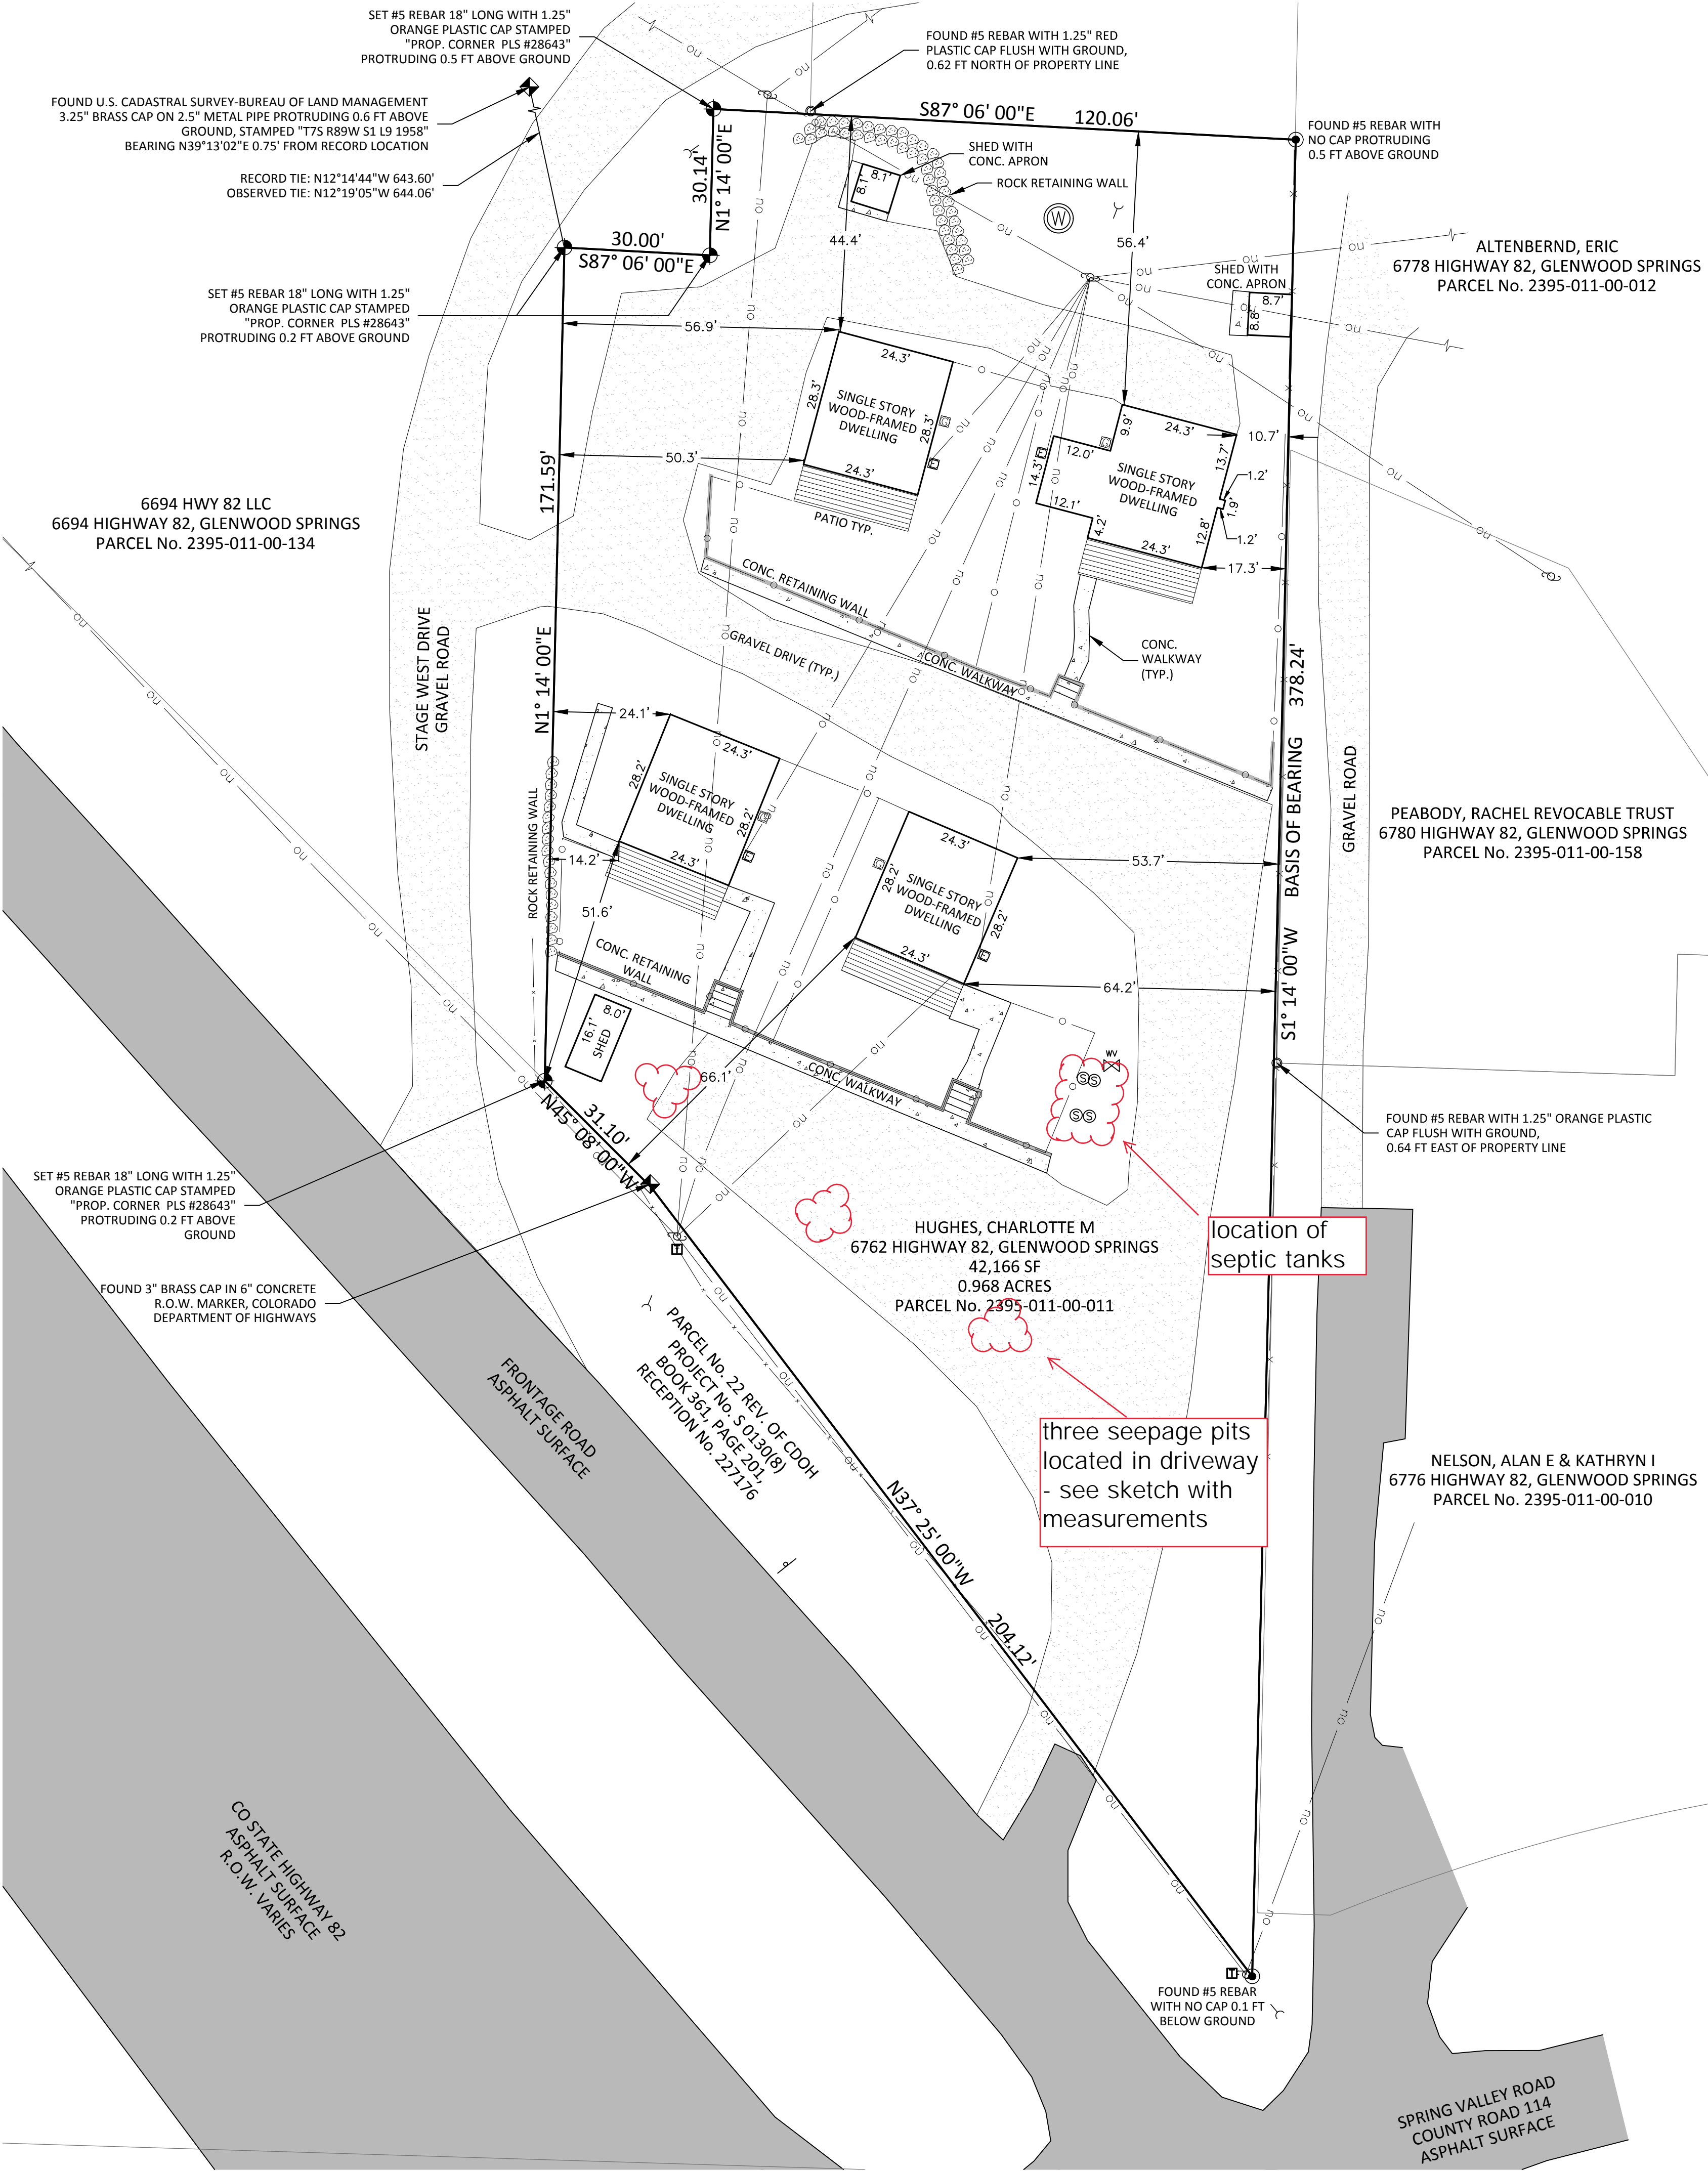 SET #5 REBAR 18" LONG WITH 1.25"
ORANGE PLASTIC CAP STAMPED
"PROP. CORNER PLS #28643"
PROTRUDING 0.5 FT ABOVE GROUND
FOUND #5 REBAR WITH 1.25" RED
PLASTIC CAP FLUSH WITH GROUND,
0.62 FT NORTH OF PROPERTY LINE
FOUND U.S. CADASTRAL SURVEY-BUREAU OF LAND MANAGEMENT
3.25" BRASS CAP ON 2.5" METAL PIPE PROTRUDING 0.6 FT ABOVE
GROUND, STAMPED "T7S R89W S1 L9 1958"
BEARING N39°13'02"E 0.75' FROM RECORD LOCATION
RECORD TIE: N12°14'44"W 643.60'
OBSERVED TIE: N12°19'05"W 644.06'
S87° 06' 00"E 120.06'
FOUND #5 REBAR WITH
NO CAP PROTRUDING
0.5 FT ABOVE GROUND
30.14'
N1° 14' 00"E
SHED WITH
CONC. APRON
8.1'
8.1'
ROCK RETAINING WALL
W
30.00'
S87° 06' 00"E
44.4'
56.4'
ALTENBERND, ERIC
6778 HIGHWAY 82, GLENWOOD SPRINGS
PARCEL No. 2395-011-00-012
SHED WITH
CONC. APRON
8.7'
8.8'
SET #5 REBAR 18" LONG WITH 1.25"
ORANGE PLASTIC CAP STAMPED
"PROP. CORNER PLS #28643"
PROTRUDING 0.2 FT ABOVE GROUND
56.9'
24.3'
28.3'
SINGLE STORY
WOOD-FRAMED
DWELLING
28.3'
24.3'
G
E
50.3'
PATIO TYP.
9.9'
24.3'
10.7'
12.0'
G
E
14.3'
13.7'
1.2'
SINGLE STORY
WOOD-FRAMED
DWELLING
12.1'
1.9'
4.2'
12.8'
1.2'
24.3'
17.3'
171.59'
N1° 14' 00"E
6694 HWY 82 LLC
6694 HIGHWAY 82, GLENWOOD SPRINGS
PARCEL No. 2395-011-00-134
CONC. RETAINING WALL
STAGE WEST DRIVE
GRAVEL ROAD
GRAVEL DRIVE (TYP.)
CONC. WALKWAY
CONC.
WALKWAY
(TYP.)
S1° 14' 00"W BASIS OF BEARING 378.24'
GRAVEL ROAD
24.1'
24.3'
28.2'
SINGLE STORY
WOOD-FRAMED
DWELLING
28.2'
G
E
24.3'
14.2'
ROCK RETAINING WALL
51.6'
PEABODY, RACHEL REVOCABLE TRUST
6780 HIGHWAY 82, GLENWOOD SPRINGS
PARCEL No. 2395-011-00-158
24.3'
53.7'
G
28.2'
SINGLE STORY
WOOD-FRAMED
DWELLING
28.2'
24.3'
E
64.2'
CONC. RETAINING
WALL
8.0'
16.1'
SHED
66.1'
CONC. WALKWAY
WV
S S
S S
31.10'
N45° 08' 00"W
FOUND #5 REBAR WITH 1.25" ORANGE PLASTIC
CAP FLUSH WITH GROUND,
0.64 FT EAST OF PROPERTY LINE
SET #5 REBAR 18" LONG WITH 1.25"
ORANGE PLASTIC CAP STAMPED
"PROP. CORNER PLS #28643"
PROTRUDING 0.2 FT ABOVE
GROUND
HUGHES, CHARLOTTE M
6762 HIGHWAY 82, GLENWOOD SPRINGS
42,166 SF
0.968 ACRES
PARCEL No. 2395-011-00-011
location of
septic tanks
T
FOUND 3" BRASS CAP IN 6" CONCRETE
R.O.W. MARKER, COLORADO
DEPARTMENT OF HIGHWAYS
PARCEL No. 22 REV. OF CDOH
PROJECT No. S 0130(8)
BOOK 361, PAGE 201,
RECEPTION No. 227176
FRONTAGE ROAD
ASPHALT SURFACE
three seepage pits
located in driveway
- see sketch with
measurements
NELSON, ALAN E & KATHRYN I
6776 HIGHWAY 82, GLENWOOD SPRINGS
PARCEL No. 2395-011-00-010
N37° 25' 00"W 204.12'
CO STATE HIGHWAY 82
ASPHALT SURFACE
R.O.W. VARIES
T
FOUND #5 REBAR
WITH NO CAP 0.1 FT
BELOW GROUND
SPRING VALLEY ROAD
COUNTY ROAD 114
ASPHALT SURFACE